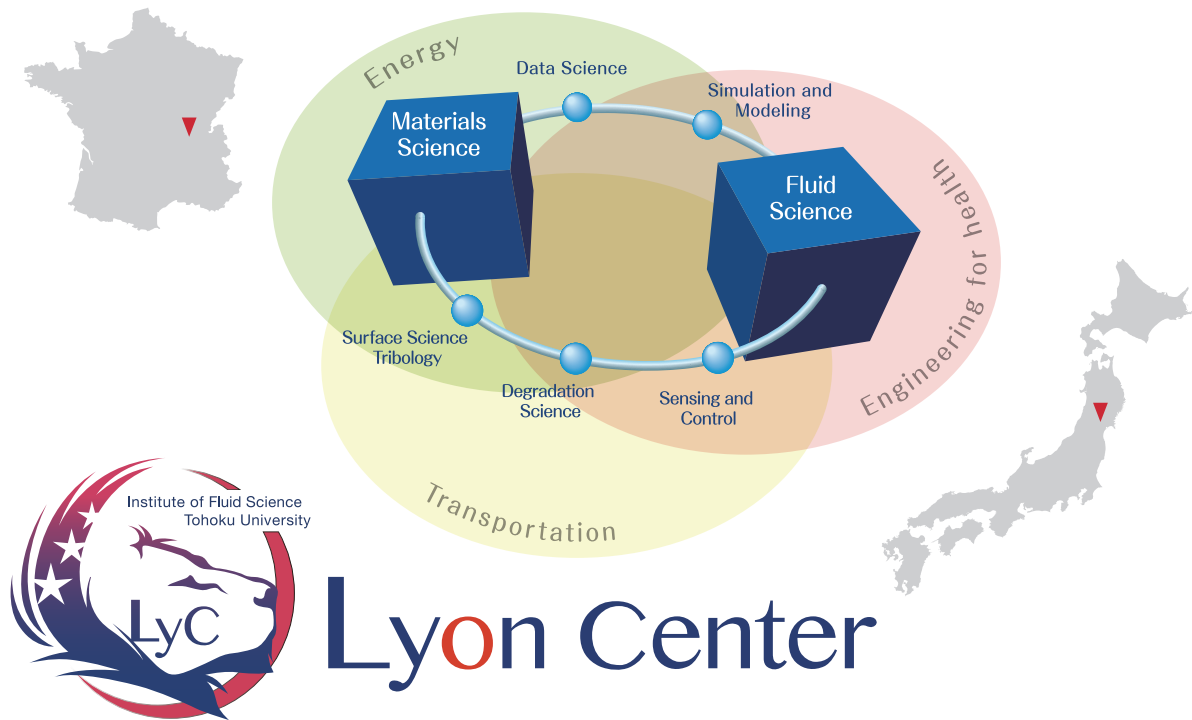 Energy
Data Science
Simulation and
Modeling
Materials
Science
Fluid
Science
Engineering for health
Surface Science
Tribology
Degradation
Science
Sensing and
Control
Transportation
Institute of Fluid Science
Tohoku University
LyC
Lyon Center